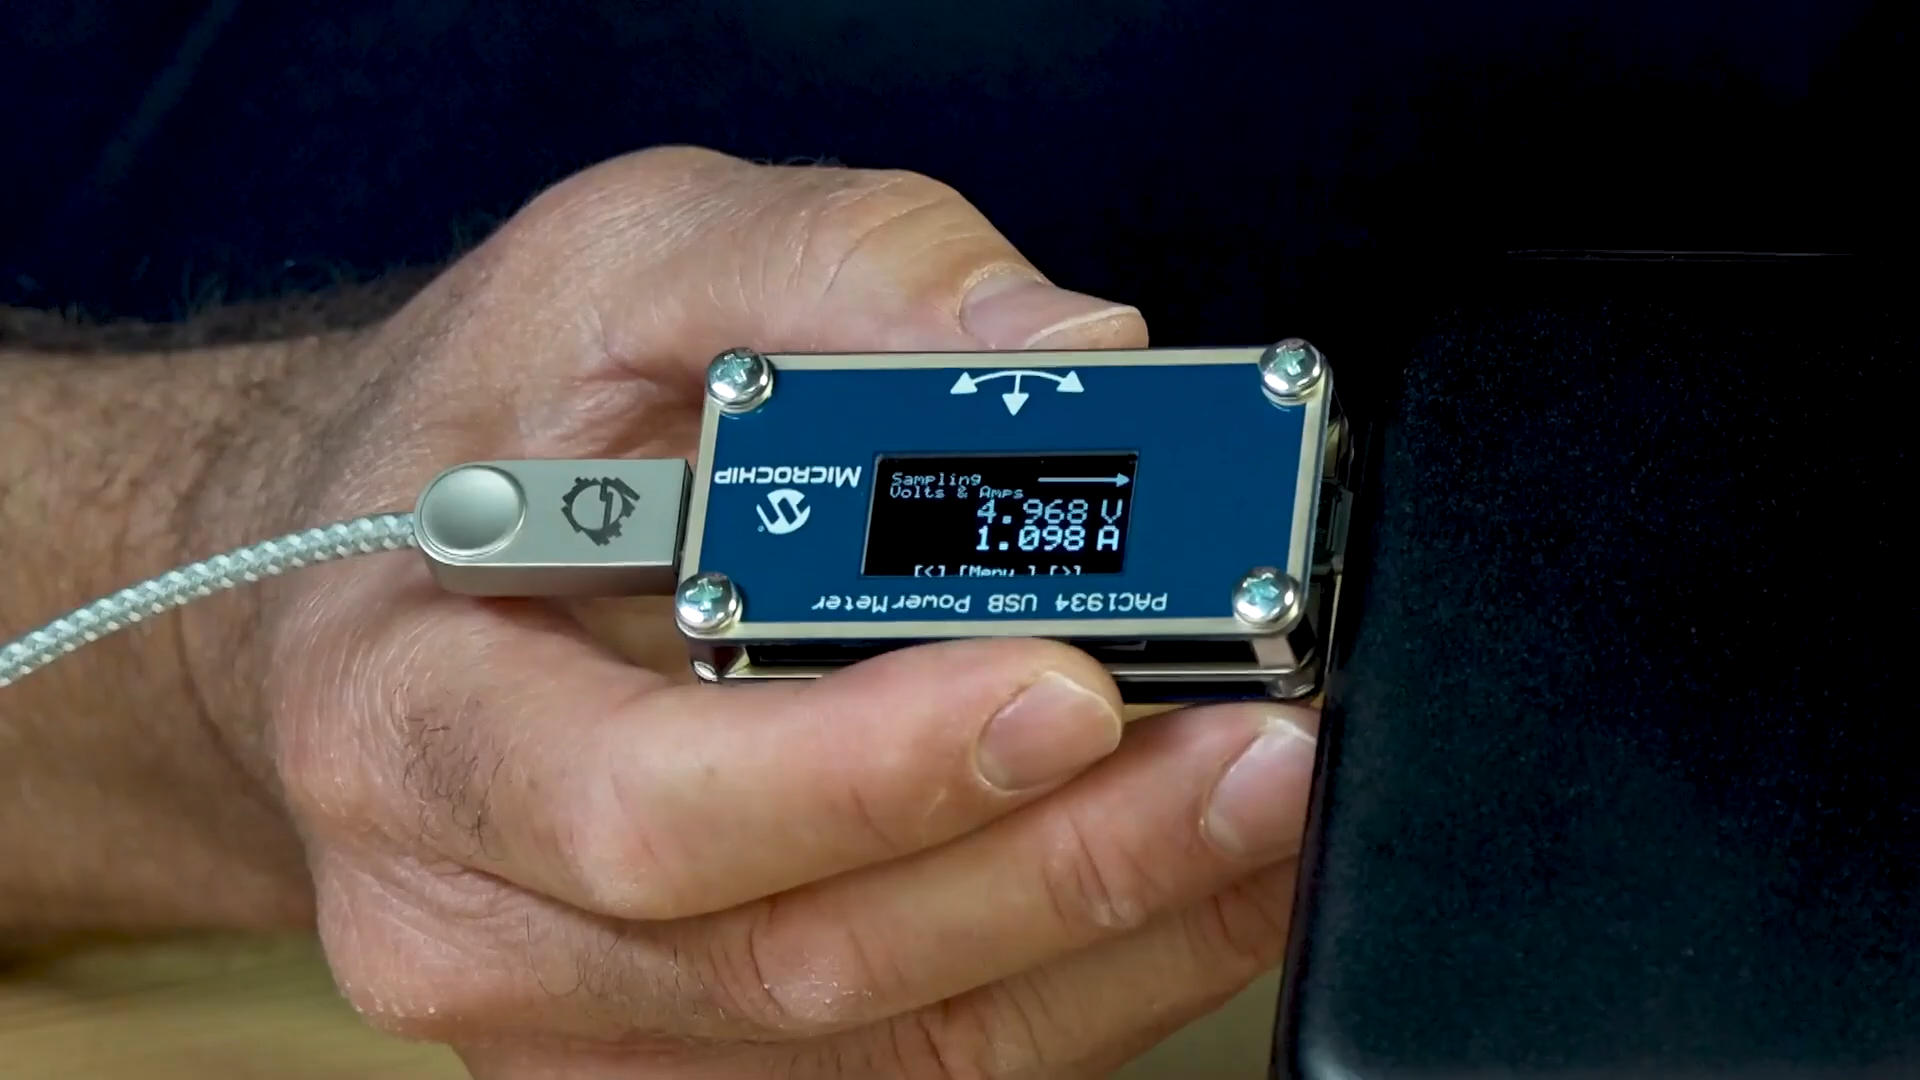 MICROCHIP
Sampling
Volts & Amps
4.968 V
1.098 A
[<] [Menu ] [>]
PAC1934 USB PowerMeter